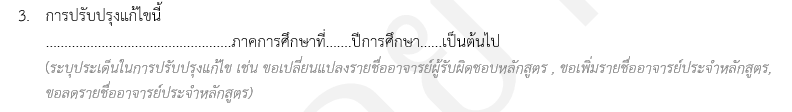 3. การปรับปรุงแก้ไขนี้
..................................................ภาคการศึกษาที่.......ปีการศึกษา......เป็นต้นไป
(ระบุประเด็นในการปรับปรุงแก้ไข เช่น ขอเปลี่ยนแปลงรายชื่ออาจารย์ผู้รับผิดชอบหลักสูตร , ขอเพิ่มรายชื่ออาจารย์ประจำหลักสูตร,
ขอลดรายชื่ออาจารย์ประจำหลักสูตร)